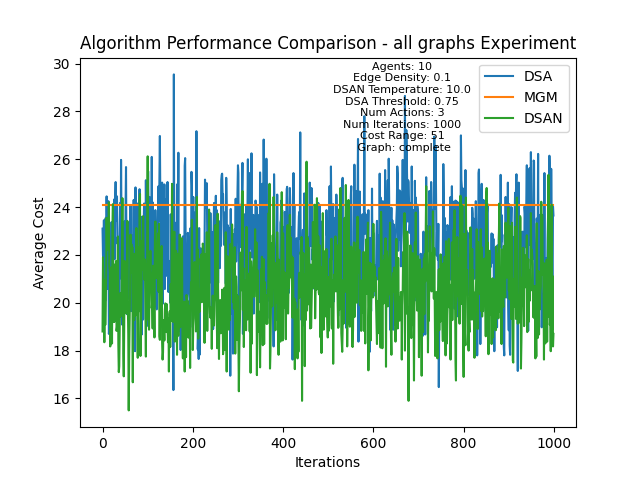 Algorithm Performance Comparison - all graphs Experiment
Agents: 10
Edge Density: 0.1
DSAN Temperature: 10.0
DSA Threshold: 0.75
Num Actions: 3
Num Iterations: 1000
Cost Range: 51
Graph: complete
DSA
MGM
DSAN
Average Cost
30
28
26
24
22
20
18
16
0
200
400
600
800
1000
Iterations